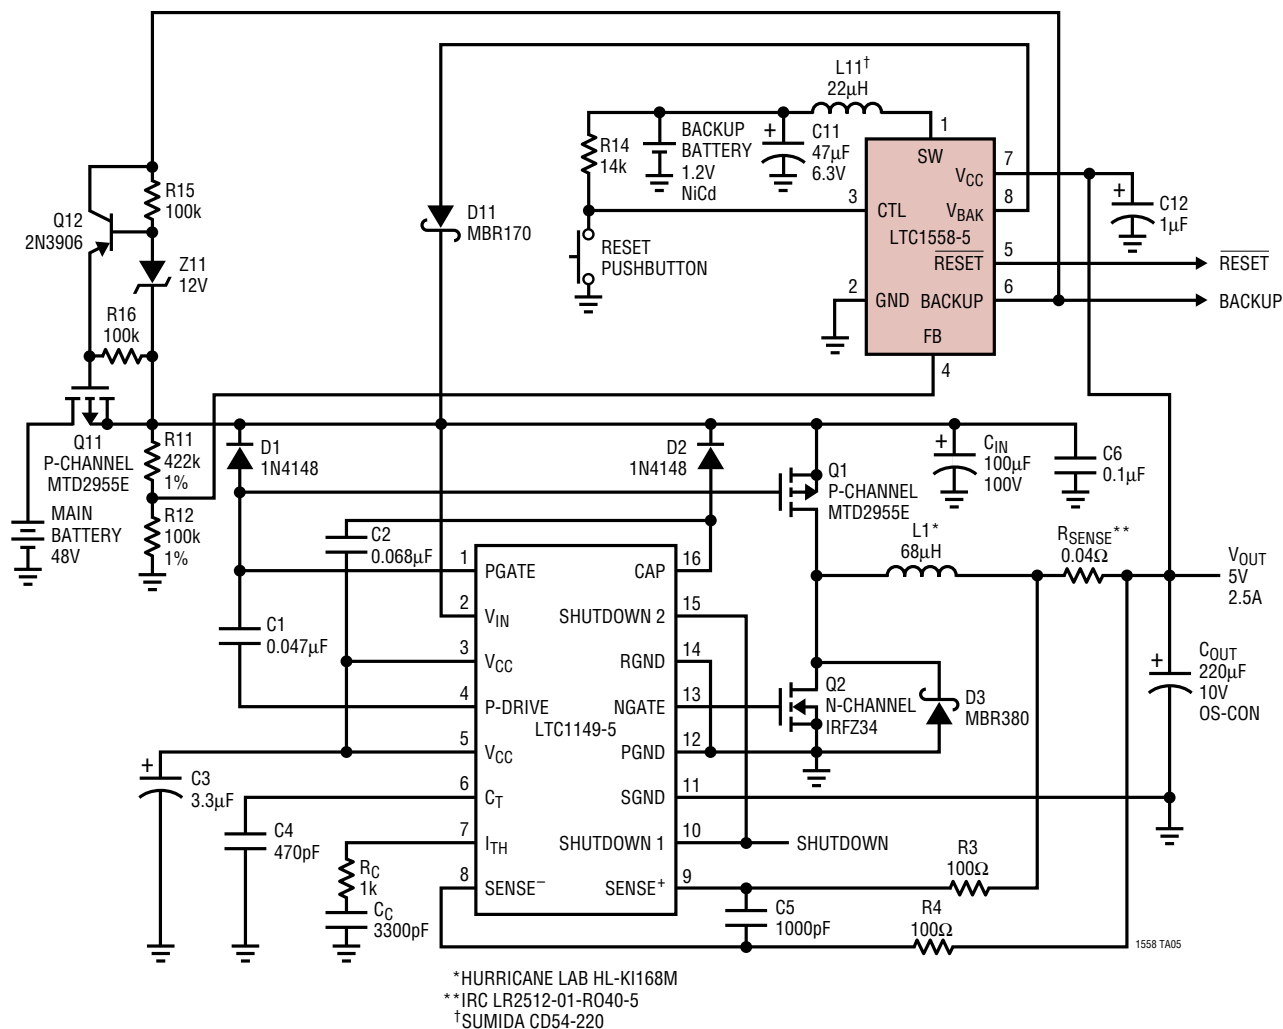 L11†
22µH
R14
14k
BACKUP
BATTERY
1.2V
NiCd
+
C11
47µF
6.3V
1
SW
7
VCC
8
VBAK
3
CTL
LTC1558-5
RESET
5
2
GND
BACKUP
6
FB
4
+
C12
1µF
RESET
BACKUP
RESET
PUSHBUTTON
D11
MBR170
R15
100k
Q12
2N3906
Z11
12V
R16
100k
Q11
P-CHANNEL
MTD2955E
R11
422k
1%
R12
100k
1%
MAIN
BATTERY
48V
D1
1N4148
D2
1N4148
Q1
P-CHANNEL
MTD2955E
+
CIN
100µF
100V
C6
0.1µF
C2
0.068µF
L1*
68µH
RSENSE**
0.04Ω
VOUT
5V
2.5A
C1
0.047µF
1
PGATE
2
VIN
3
VCC
4
P-DRIVE
5
VCC
6
CT
7
ITH
8
SENSE–
LTC1149-5
CAP
16
SHUTDOWN 2
15
RGND
14
NGATE
13
PGND
12
SGND
11
SHUTDOWN 1
10
SENSE+
9
Q2
N-CHANNEL
IRFZ34
D3
MBR380
+
COUT
220µF
10V
OS-CON
+
C3
3.3µF
C4
470pF
RC
1k
CC
3300pF
SHUTDOWN
R3
100Ω
C5
1000pF
R4
100Ω
1558 TA05
*HURRICANE LAB HL-KI168M
**IRC LR2512-01-RO40-5
†SUMIDA CD54-220